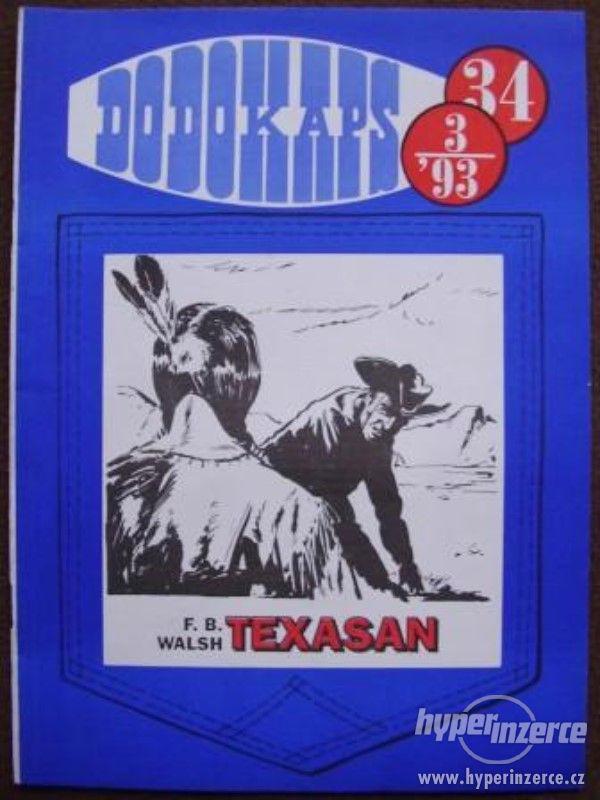 DODOKAPS
34
3
'93
F. B.
WALSH TEXASAN
hyperinzerce
www.hyperinzerce.cz